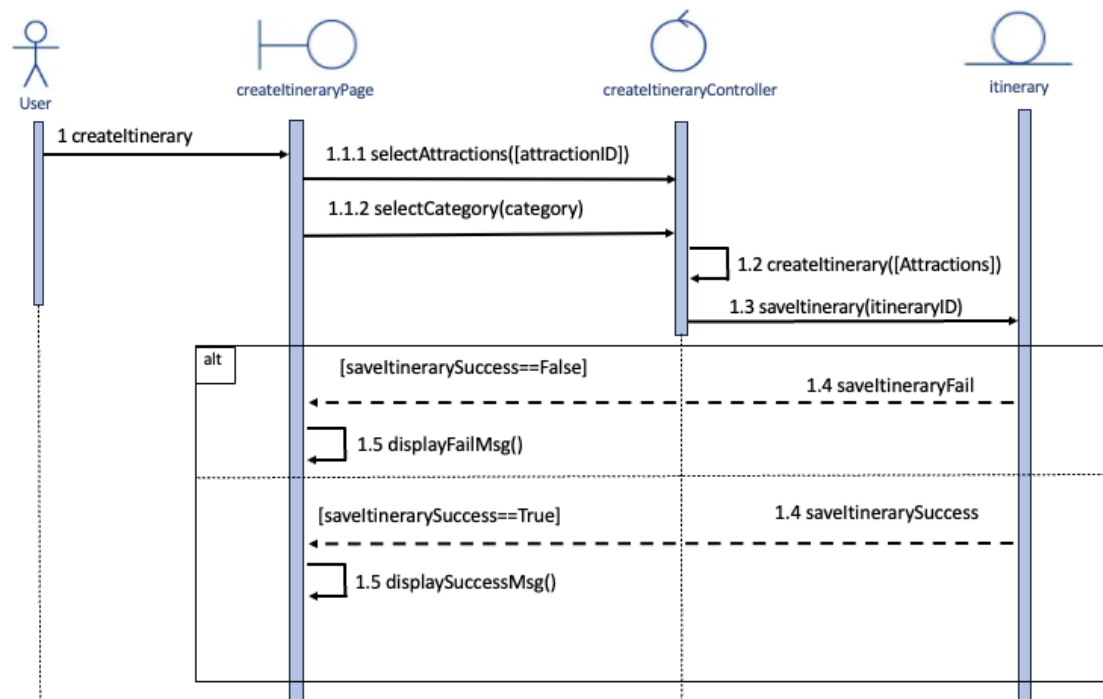 User
createItineraryPage
createItineraryController
itinerary
1 createItinerary
1.1.1 selectAttractions([attractionID])
1.1.2 selectCategory(category)
1.2 createItinerary([Attractions])
1.3 saveItinerary(itineraryID)
alt
[saveItinerarySuccess==False]
1.4 saveItineraryFail
1.5 displayFailMsg()
[saveItinerarySuccess==True]
1.4 saveItinerarySuccess
1.5 displaySuccessMsg()